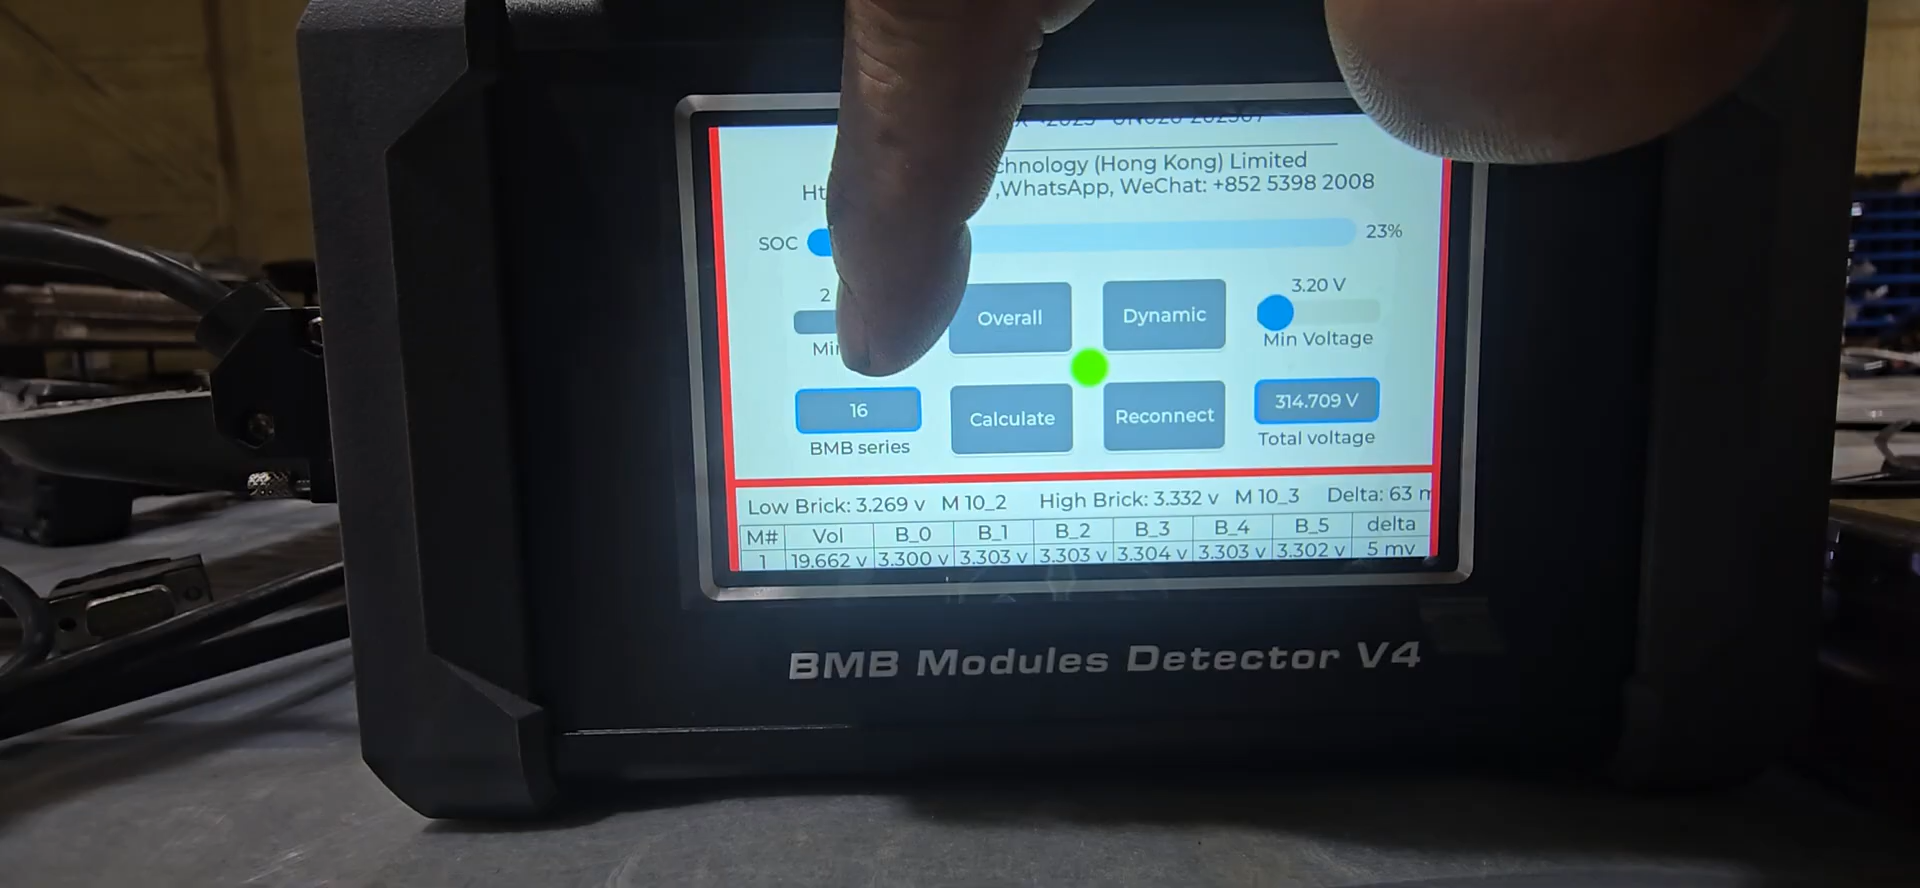 chnology (Hong Kong) Limited
Ht ,WhatsApp, WeChat: +852 5398 2008
SOC 23%
2 3.20 V
Overall Dynamic
Min Voltage
16 Calculate Reconnect 314.709 V
BMB series Total voltage
Low Brick: 3.269 v M 10_2 High Brick: 3.332 v M 10_3 Delta: 63
M# Vol B_0 B_1 B_2 B_3 B_4 B_5 delta
1 19.662 v 3.300 v 3.303 v 3.303 v 3.304 v 3.303 v 3.302 v 5 mv
BMB Modules Detector V4